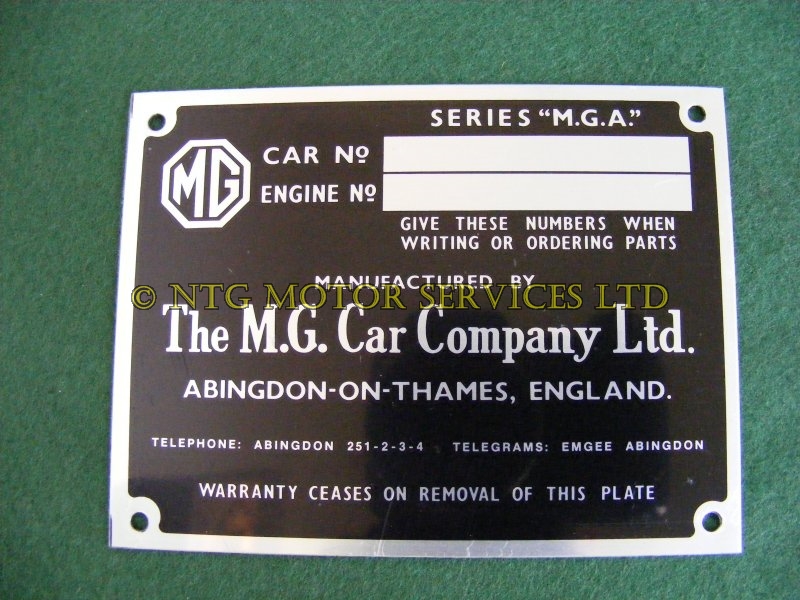 SERIES "M.G.A."
MG
CAR Nº
ENGINE Nº
GIVE THESE NUMBERS WHEN
WRITING OR ORDERING PARTS
MANUFACTURED BY
© NTG MOTOR SERVICES LTD
The M.G. Car Company Ltd.
ABINGDON-ON-THAMES, ENGLAND.
TELEPHONE: ABINGDON 251-2-3-4 TELEGRAMS: EMGEE ABINGDON
WARRANTY CEASES ON REMOVAL OF THIS PLATE